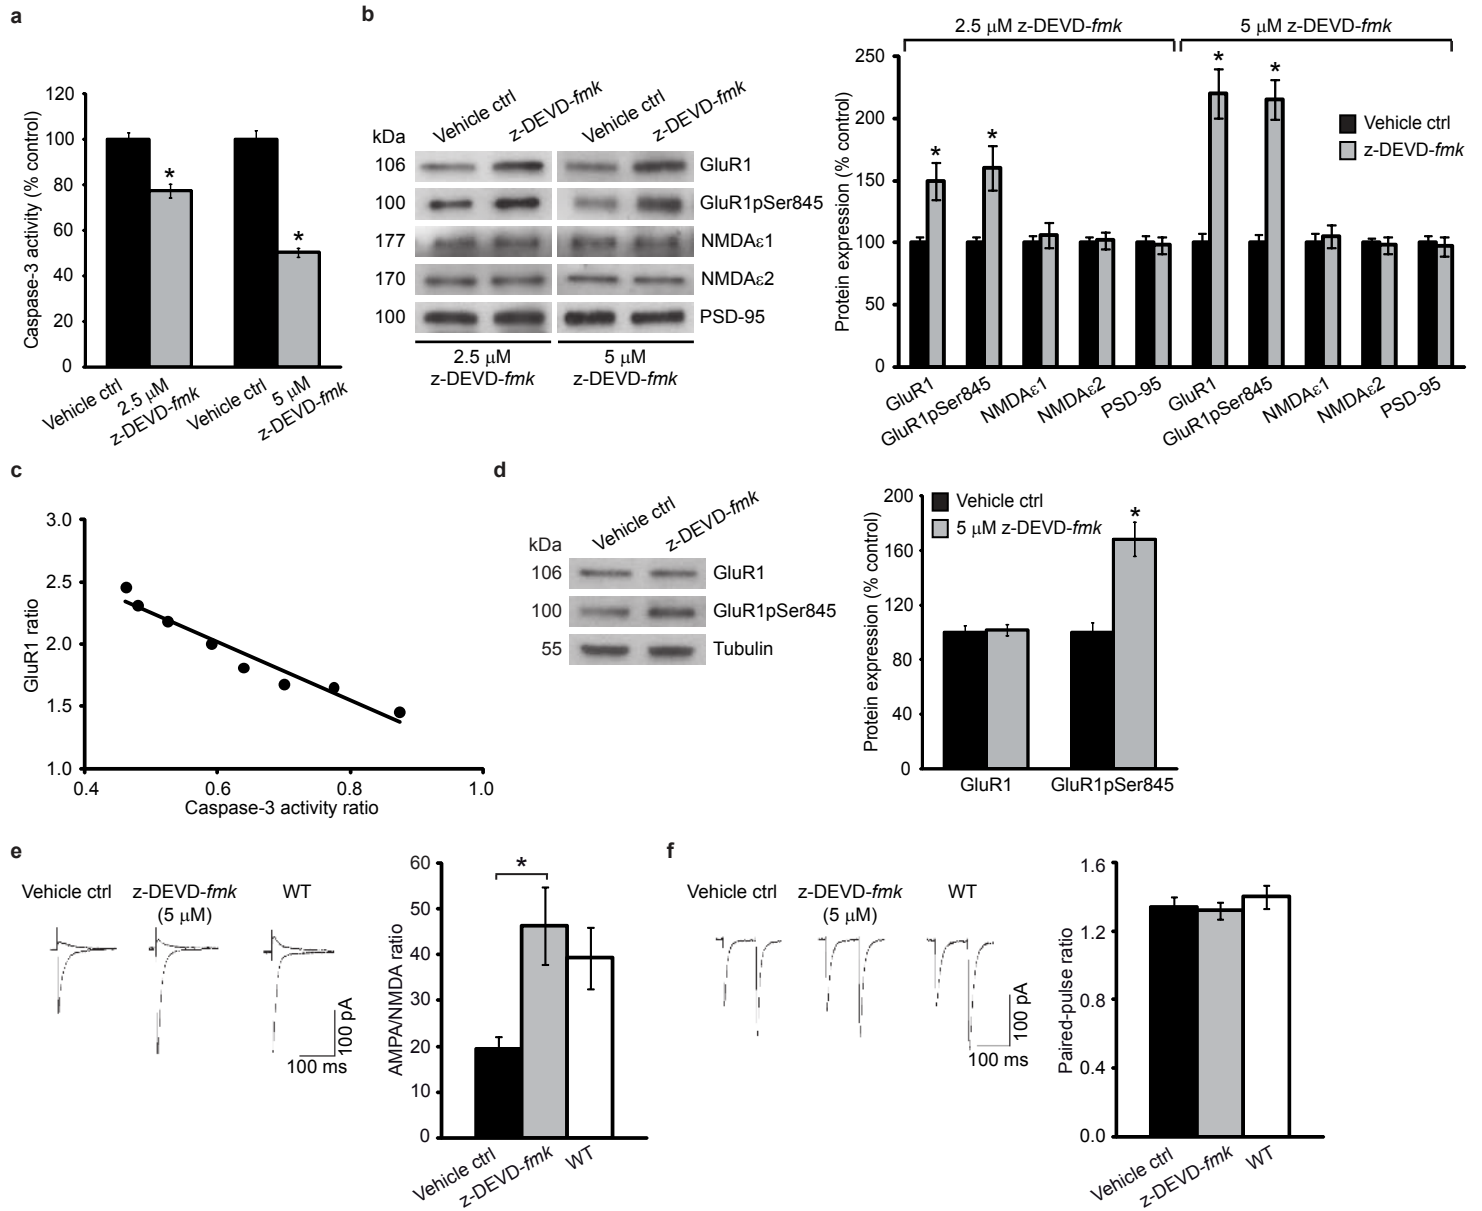 a
Caspase-3 activity (% control)
120
100
80
60
40
20
0
*
*
Vehicle ctrl
2.5 μM
z-DEVD-fmk
Vehicle ctrl
5 μM
z-DEVD-fmk
b
kDa
Vehicle ctrl
z-DEVD-fmk
Vehicle ctrl
z-DEVD-fmk
106
GluR1
100
GluR1pSer845
177
NMDAε1
170
NMDAε2
100
PSD-95
2.5 μM
z-DEVD-fmk
5 μM
z-DEVD-fmk
2.5 μM z-DEVD-fmk
5 μM z-DEVD-fmk
Protein expression (% control)
250
200
150
100
50
0
*
*
*
*
Vehicle ctrl
z-DEVD-fmk
GluR1
GluR1pSer845
NMDAε1
NMDAε2
PSD-95
GluR1
GluR1pSer845
NMDAε1
NMDAε2
PSD-95
c
GluR1 ratio
3.0
2.5
2.0
1.5
1.0
0.4
0.6
0.8
1.0
Caspase-3 activity ratio
d
kDa
Vehicle ctrl
z-DEVD-fmk
106
GluR1
100
GluR1pSer845
55
Tubulin
Protein expression (% control)
200
160
120
80
40
0
Vehicle ctrl
5 μM z-DEVD-fmk
*
GluR1
GluR1pSer845
e
Vehicle ctrl
z-DEVD-fmk
(5 μM)
WT
100 pA
100 ms
AMPA/NMDA ratio
60
50
40
30
20
10
0
*
Vehicle ctrl
z-DEVD-fmk
WT
f
Vehicle ctrl
z-DEVD-fmk
(5 μM)
WT
100 pA
100 ms
Paired-pulse ratio
1.6
1.2
0.8
0.4
0.0
Vehicle ctrl
z-DEVD-fmk
WT